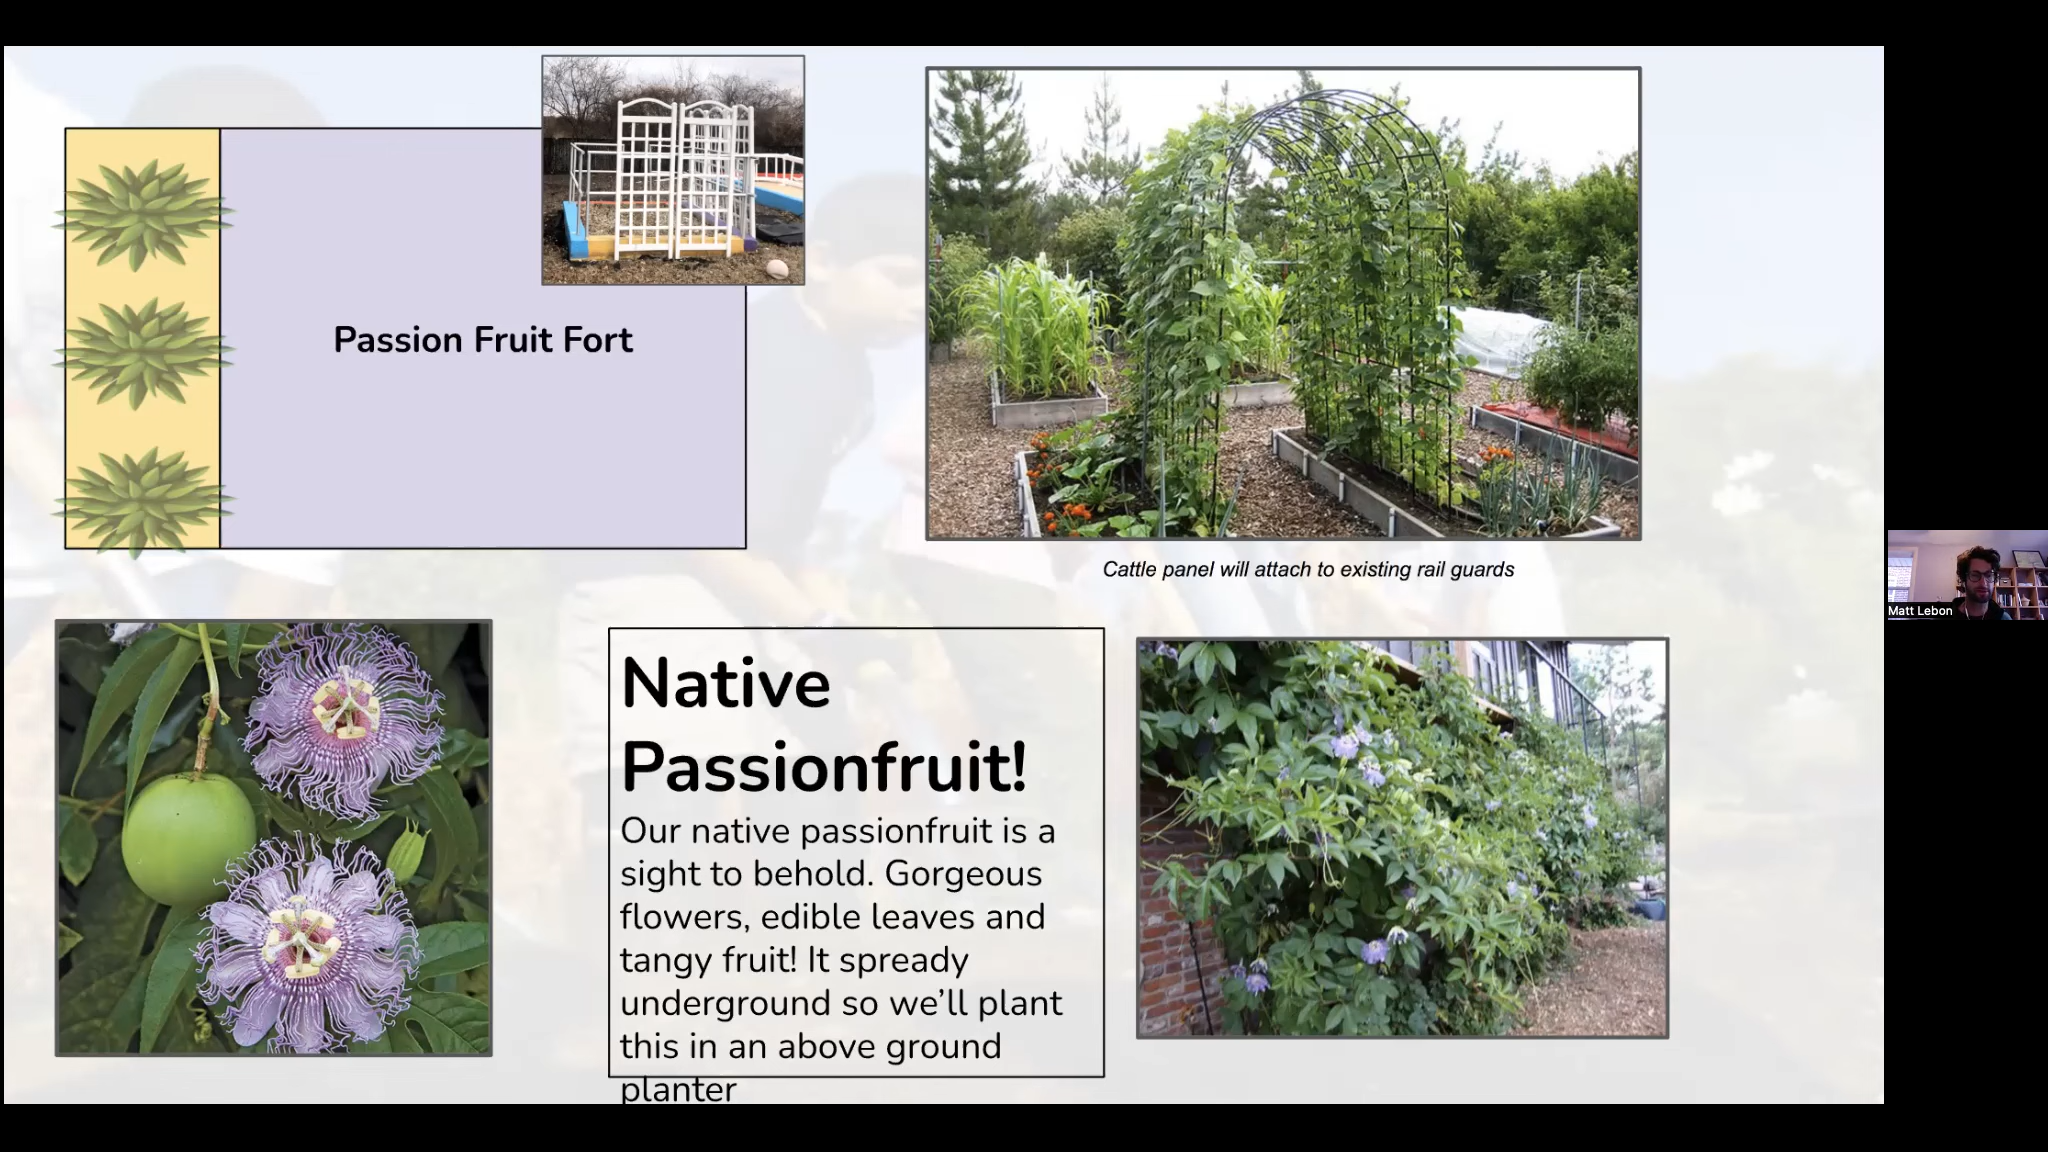 Passion Fruit Fort
Cattle panel will attach to existing rail guards
Native
Passionfruit!
Our native passionfruit is a
sight to behold. Gorgeous
flowers, edible leaves and
tangy fruit! It spready
underground so we’ll plant
this in an above ground
planter
Matt Lebon